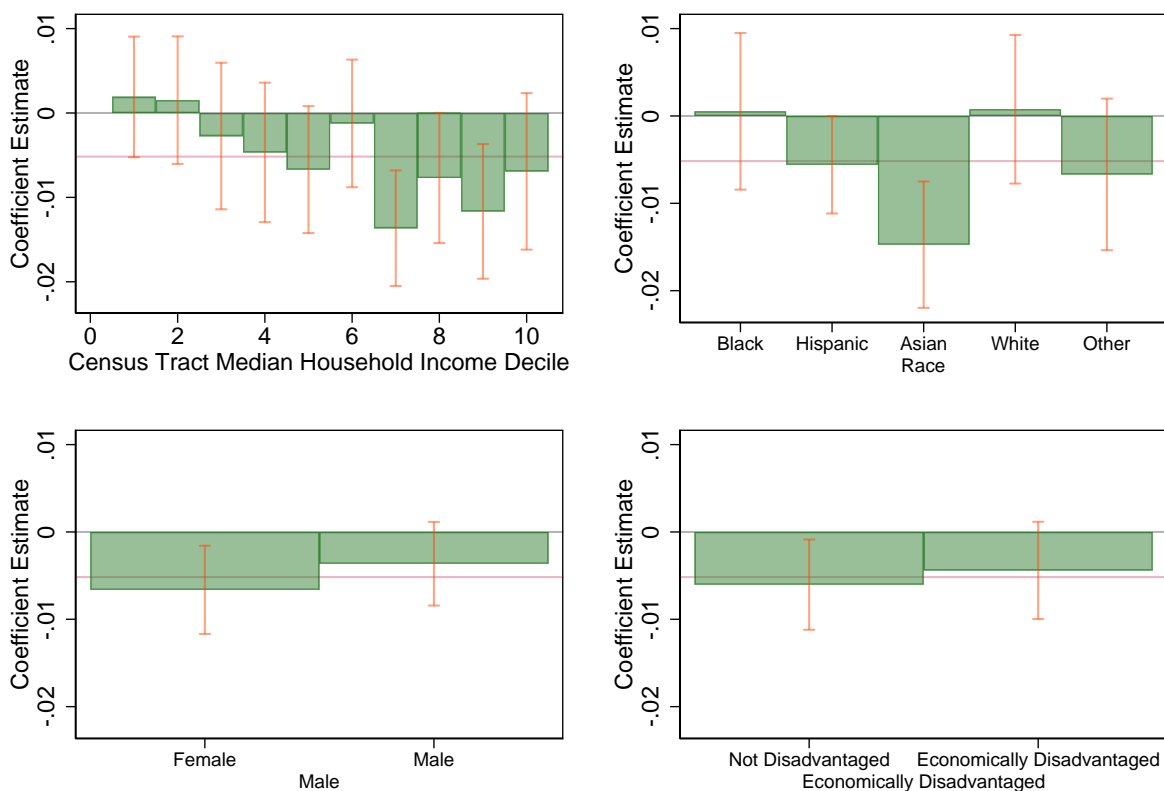 Coefficient Estimate
.01
0
-.01
-.02
0 2 4 6 8 10
Census Tract Median Household Income Decile
Coefficient Estimate
.01
0
-.01
-.02
Black Hispanic Asian White Other
Race
Coefficient Estimate
.01
0
-.01
-.02
Female Male
Male
Coefficient Estimate
.01
0
-.01
-.02
Not Disadvantaged Economically Disadvantaged
Economically Disadvantaged